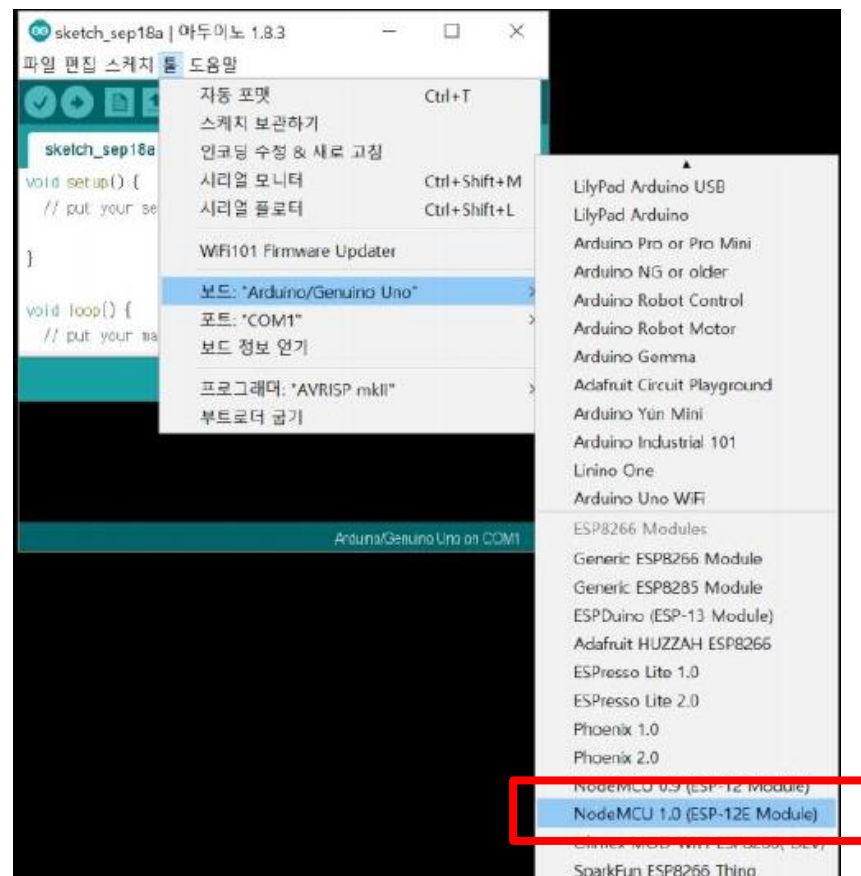 sketch_sep18a | 아두이노 1.8.3
파일 편집 스케치 툴 도움말
sketch_sep18a
void setup() {
// put your se
}
void loop() {
// put your ma
자동 포맷 Ctrl+T
스케치 보관하기
인코딩 수정 & 새로 고침
시리얼 모니터 Ctrl+Shift+M
시리얼 플로터 Ctrl+Shift+L
WiFi101 Firmware Updater
보드: "Arduino/Genuino Uno"
포트: "COM1"
보드 정보 얻기
프로그래머: "AVRISP mkII"
부트로더 굽기
Arduino/Genuino Uno on COM1
LilyPad Arduino USB
LilyPad Arduino
Arduino Pro or Pro Mini
Arduino NG or older
Arduino Robot Control
Arduino Robot Motor
Arduino Gemma
Adafruit Circuit Playground
Arduino Yún Mini
Arduino Industrial 101
Linino One
Arduino Uno WiFi
ESP8266 Modules
Generic ESP8266 Module
Generic ESP8285 Module
ESPDuino (ESP-13 Module)
Adafruit HUZZAH ESP8266
ESPresso Lite 1.0
ESPresso Lite 2.0
Phoenix 1.0
Phoenix 2.0
NodeMCU 0.9 (ESP-12 Module)
NodeMCU 1.0 (ESP-12E Module)
SparkFun ESP8266 Thing